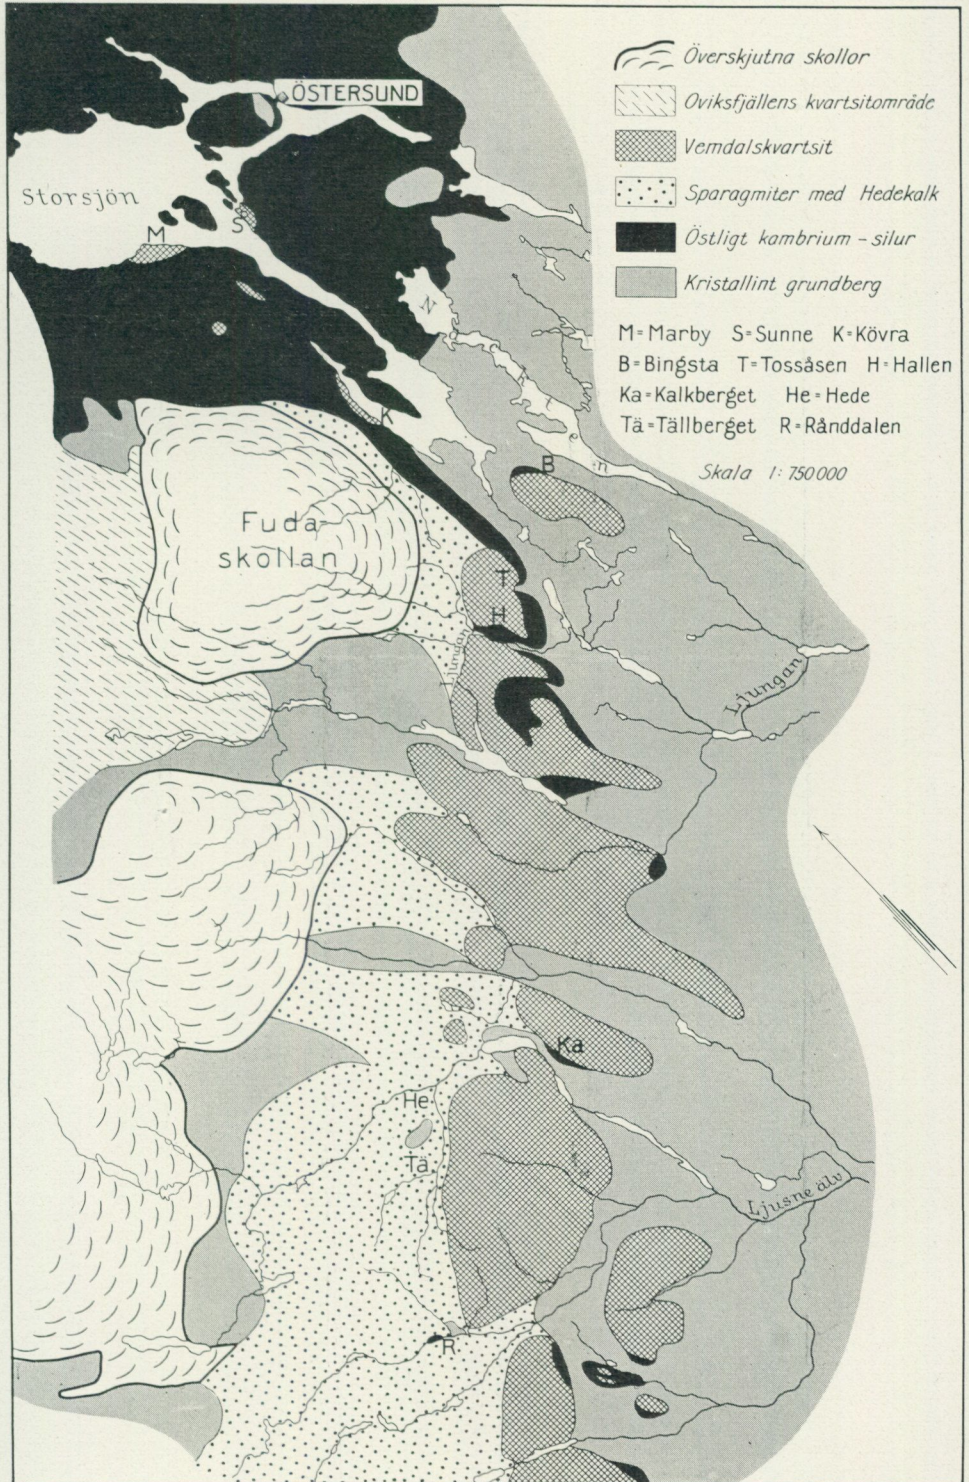 Överskjutna skollor
Oviksfjällens kvartsitområde
Vemdalskvartsit
Sparagmiter med Hedekalk
Östligt kambrium - silur
Kristallint grundberg
M=Marby S=Sunne K=Kövra
B=Bingsta T=Tossåsen H=Hallen
Ka=Kalkberget He=Hede
Tä=Tällberget R=Rånddalen
Skala 1:750000
ÖSTERSUND
Storsjön
S
M
N
K
B
n
Fuda-
skollan
T
H
Ljungan
Ka
He
Tä
Ljusne älv
R